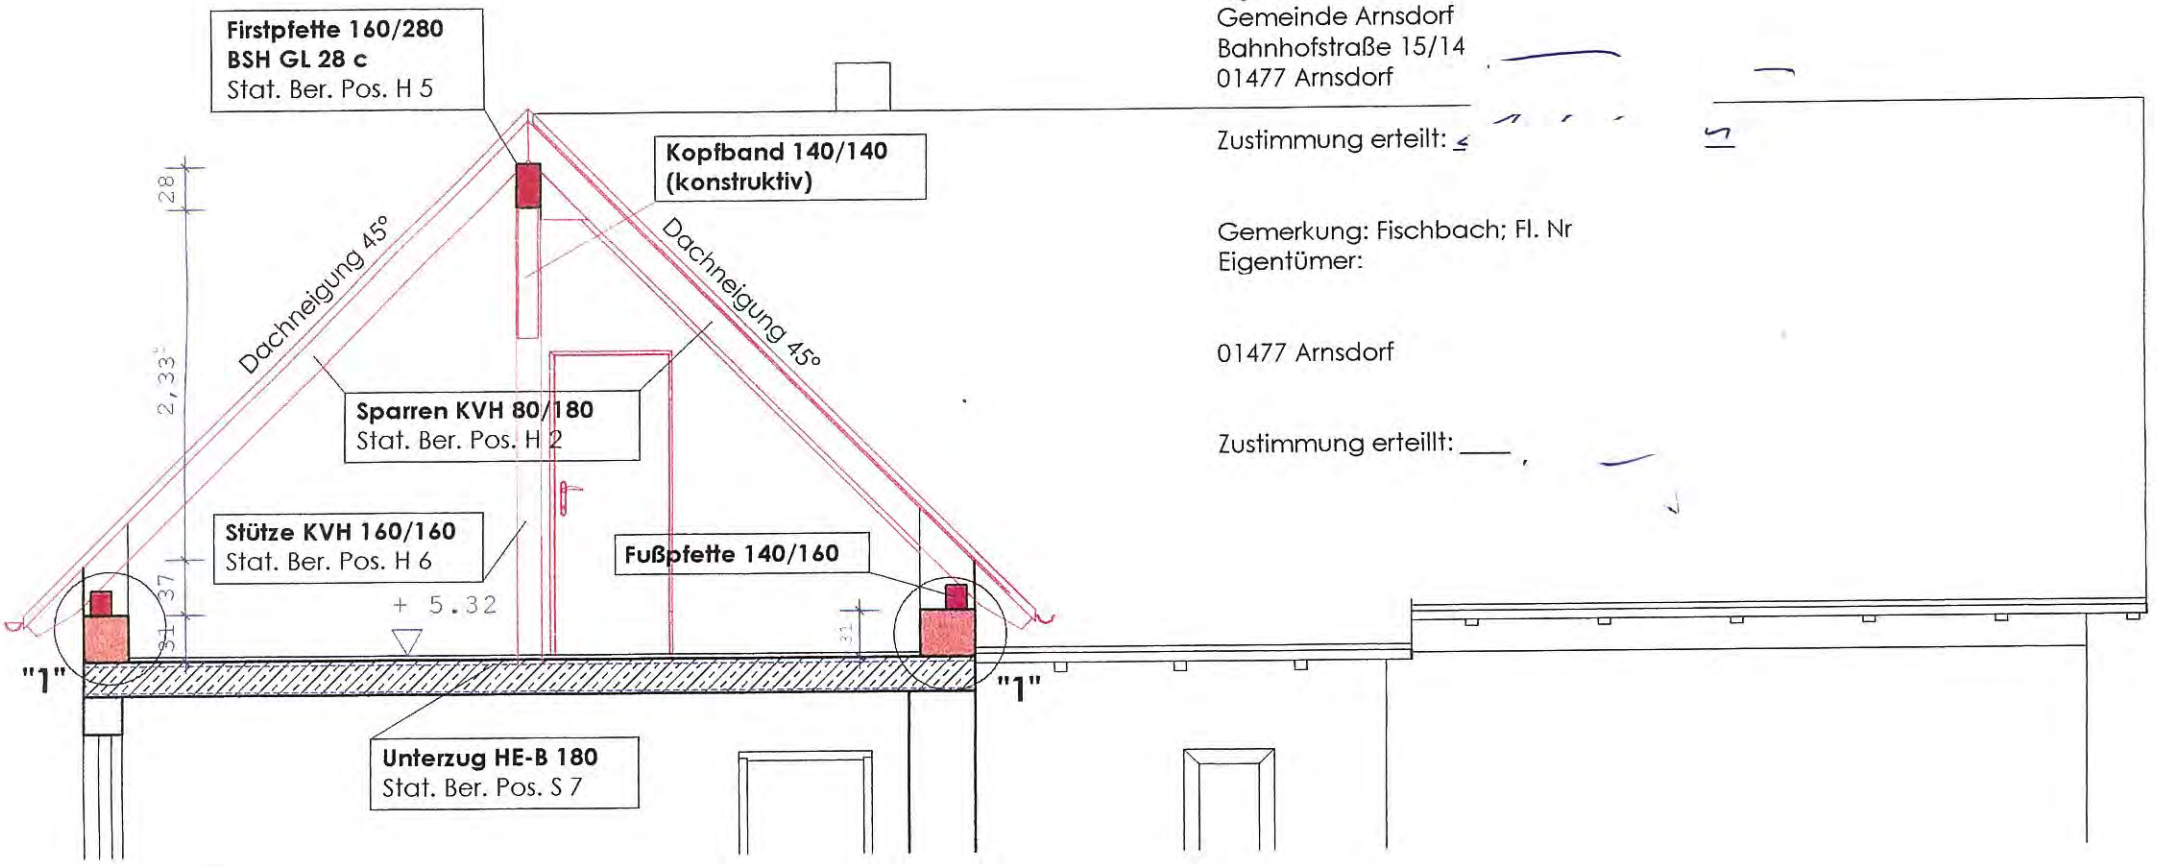 Firstpfette 160/280
BSH GL 28 c
Stat. Ber. Pos. H 5
Kopfband 140/140
(konstruktiv)
Dachneigung 45°
Dachneigung 45°
28
2,33
37
31
Sparren KVH 80/180
Stat. Ber. Pos. H 2
Stütze KVH 160/160
Stat. Ber. Pos. H 6
Fußpfette 140/160
+ 5.32
31
"1"
"1"
Unterzug HE-B 180
Stat. Ber. Pos. S 7
Gemeinde Arnsdorf
Bahnhofstraße 15/14
01477 Arnsdorf
Zustimmung erteilt:
Gemerkung: Fischbach; Fl. Nr
Eigentümer:
01477 Arnsdorf
Zustimmung erteillt: